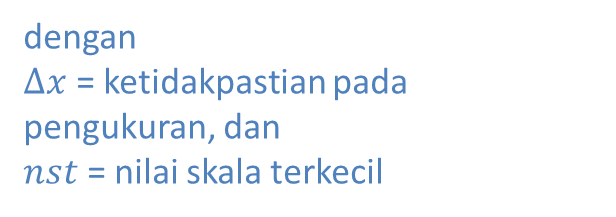 dengan
Δx = ketidakpastian pada
pengukuran, dan
nst = nilai skala terkecil